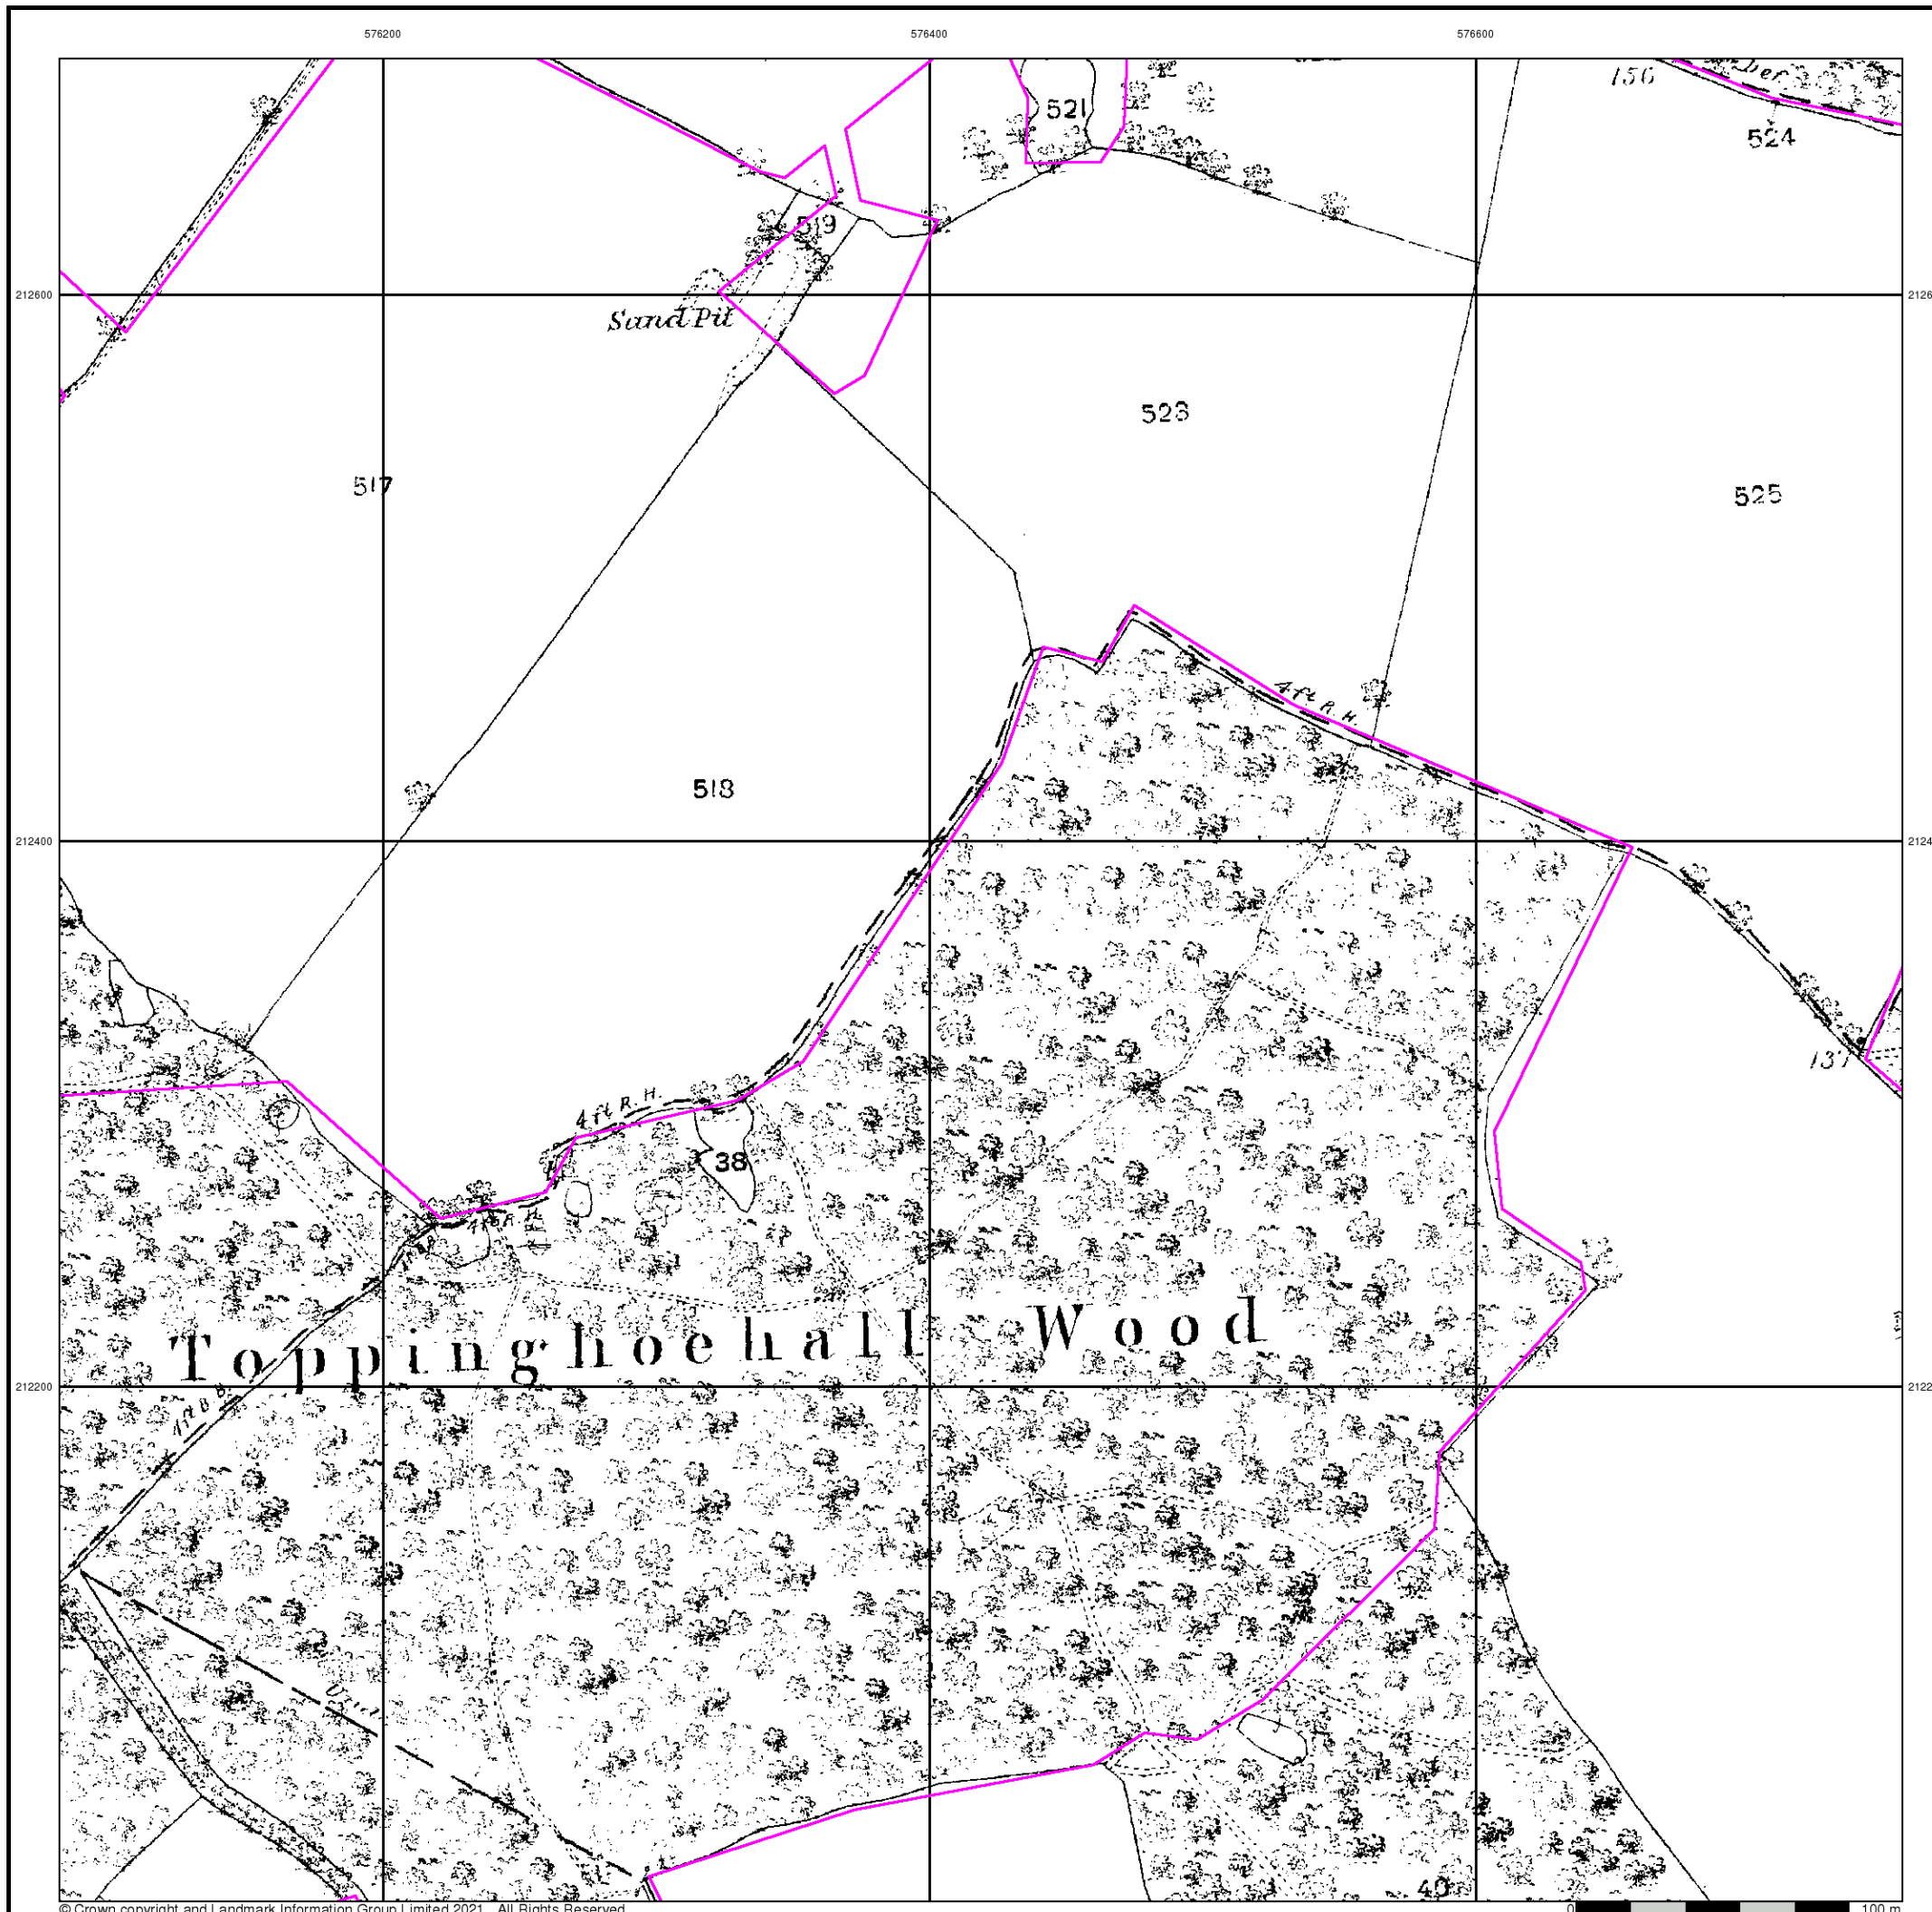 576200 576400 576600
156
521
524
519
212600
Sand Pit
523
517
525
4ft R.H.
518
212400
137
4ft R.H.
38
4ft R.H.
Toppinghoehall Wood
212200
40
© Crown copyright and Landmark Information Group Limited 2021. All Rights Reserved.
0 100 m